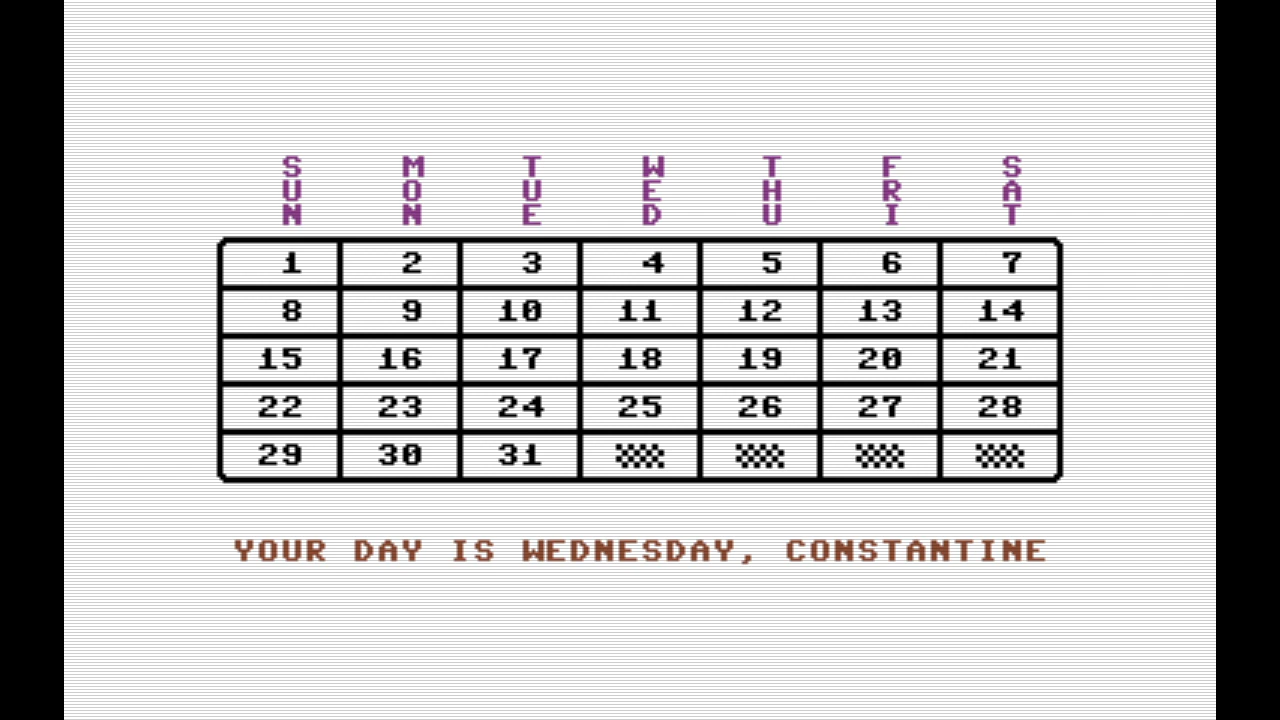 SUN MON TUE WED THU FRI SAT
1 2 3 4 5 6 7
8 9 10 11 12 13 14
15 16 17 18 19 20 21
22 23 24 25 26 27 28
29 30 31
YOUR DAY IS WEDNESDAY, CONSTANTINE